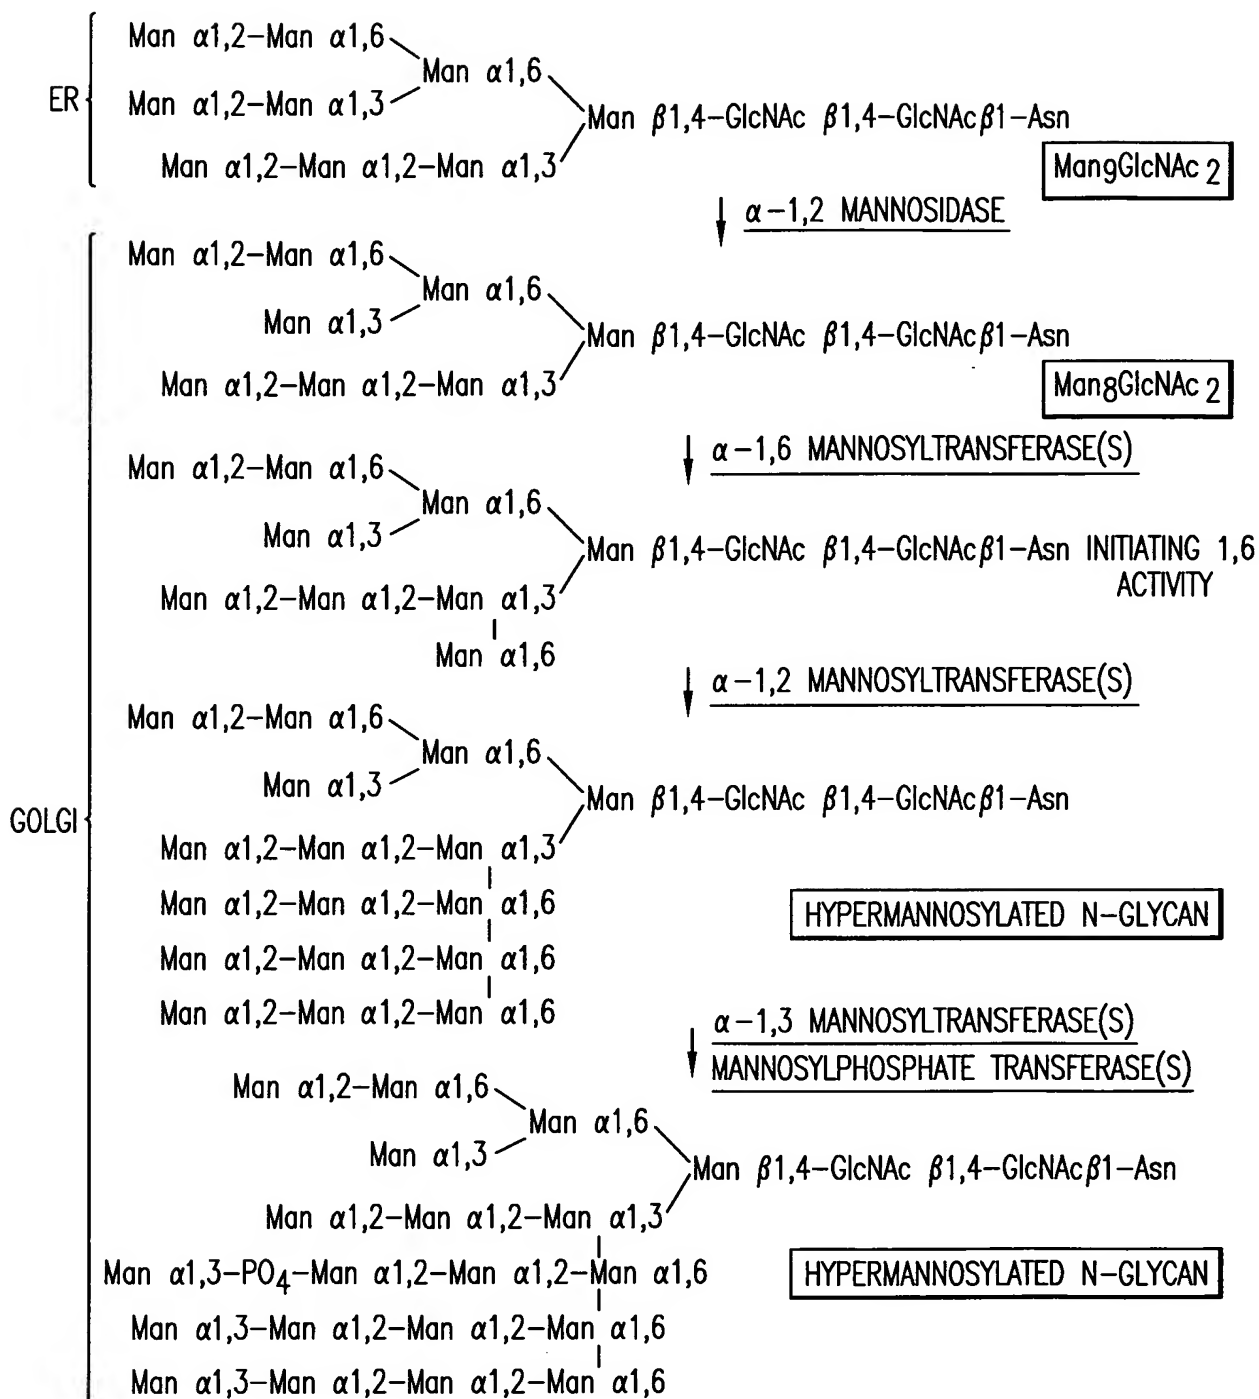 ER
Man α1,2–Man α1,6
Man α1,6
Man α1,2–Man α1,3
Man β1,4–GlcNAc β1,4–GlcNAcβ1–Asn
Man α1,2–Man α1,2–Man α1,3
Man9GlcNAc2
α–1,2 MANNOSIDASE
GOLGI
Man α1,2–Man α1,6
Man α1,6
Man α1,3
Man β1,4–GlcNAc β1,4–GlcNAcβ1–Asn
Man α1,2–Man α1,2–Man α1,3
Man8GlcNAc2
α–1,6 MANNOSYLTRANSFERASE(S)
Man α1,2–Man α1,6
Man α1,6
Man α1,3
Man β1,4–GlcNAc β1,4–GlcNAcβ1–Asn INITIATING 1,6
ACTIVITY
Man α1,2–Man α1,2–Man α1,3
Man α1,6
α–1,2 MANNOSYLTRANSFERASE(S)
Man α1,2–Man α1,6
Man α1,6
Man α1,3
Man β1,4–GlcNAc β1,4–GlcNAcβ1–Asn
Man α1,2–Man α1,2–Man α1,3
Man α1,2–Man α1,2–Man α1,6
HYPERMANNOSYLATED N–GLYCAN
Man α1,2–Man α1,2–Man α1,6
Man α1,2–Man α1,2–Man α1,6
α–1,3 MANNOSYLTRANSFERASE(S)
MANNOSYLPHOSPHATE TRANSFERASE(S)
Man α1,2–Man α1,6
Man α1,6
Man α1,3
Man β1,4–GlcNAc β1,4–GlcNAcβ1–Asn
Man α1,2–Man α1,2–Man α1,3
Man α1,3–PO4–Man α1,2–Man α1,2–Man α1,6
HYPERMANNOSYLATED N–GLYCAN
Man α1,3–Man α1,2–Man α1,2–Man α1,6
Man α1,3–Man α1,2–Man α1,2–Man α1,6